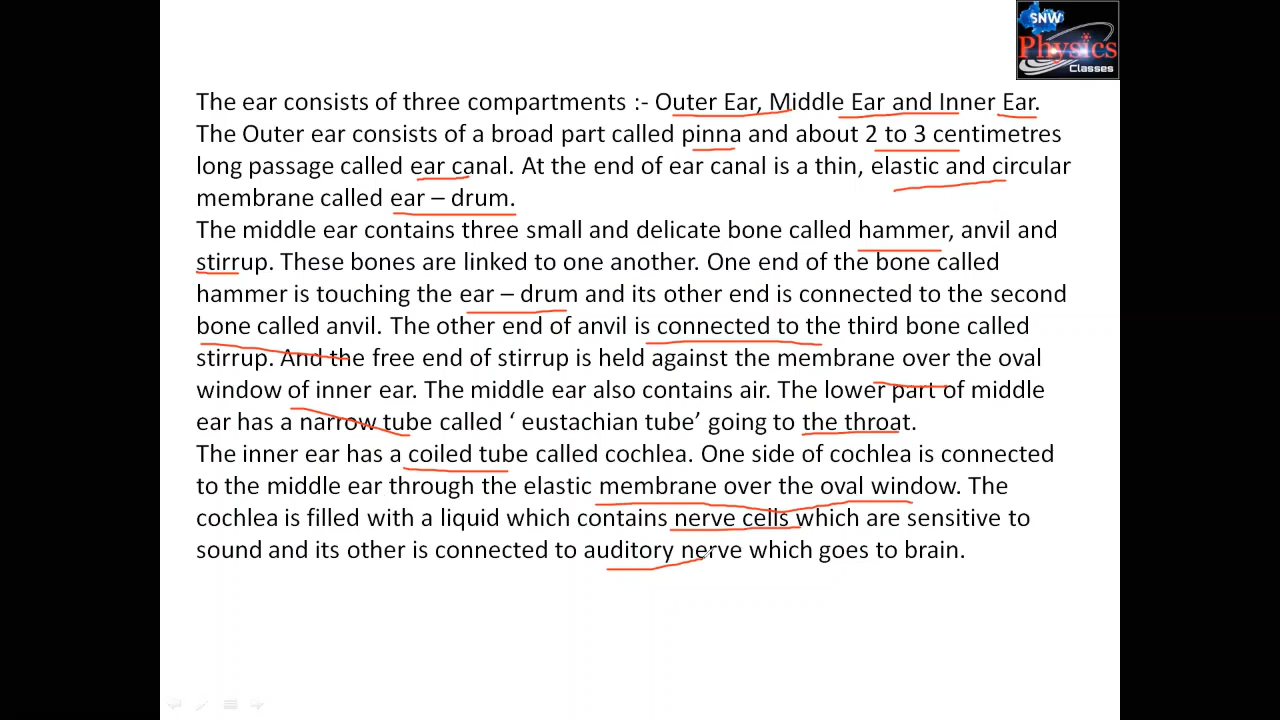 SNW
Physics
Classes
The ear consists of three compartments :- Outer Ear, Middle Ear and Inner Ear.
The Outer ear consists of a broad part called pinna and about 2 to 3 centimetres
long passage called ear canal. At the end of ear canal is a thin, elastic and circular
membrane called ear – drum.
The middle ear contains three small and delicate bone called hammer, anvil and
stirrup. These bones are linked to one another. One end of the bone called
hammer is touching the ear – drum and its other end is connected to the second
bone called anvil. The other end of anvil is connected to the third bone called
stirrup. And the free end of stirrup is held against the membrane over the oval
window of inner ear. The middle ear also contains air. The lower part of middle
ear has a narrow tube called ‘ eustachian tube’ going to the throat.
The inner ear has a coiled tube called cochlea. One side of cochlea is connected
to the middle ear through the elastic membrane over the oval window. The
cochlea is filled with a liquid which contains nerve cells which are sensitive to
sound and its other is connected to auditory nerve which goes to brain.